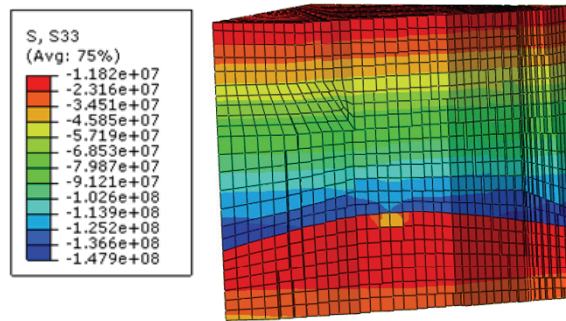 S, S33
(Avg: 75%)
-1.182e+07
-2.316e+07
-3.451e+07
-4.585e+07
-5.719e+07
-6.853e+07
-7.987e+07
-9.121e+07
-1.026e+08
-1.139e+08
-1.252e+08
-1.366e+08
-1.479e+08